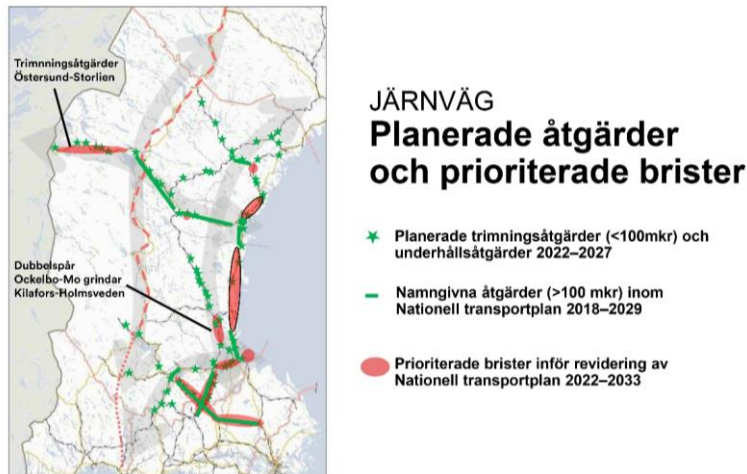 Trimnningsåtgärder
Östersund-Storlien
Dubbelspår
Ockelbo-Mo grindar
Kilafors-Holmsveden
JÄRNVÄG
Planerade åtgärder
och prioriterade brister
Planerade trimningsåtgärder (<100mkr) och
underhållsåtgärder 2022–2027
Namngivna åtgärder (>100 mkr) inom
Nationell transportplan 2018–2029
Prioriterade brister inför revidering av
Nationell transportplan 2022–2033